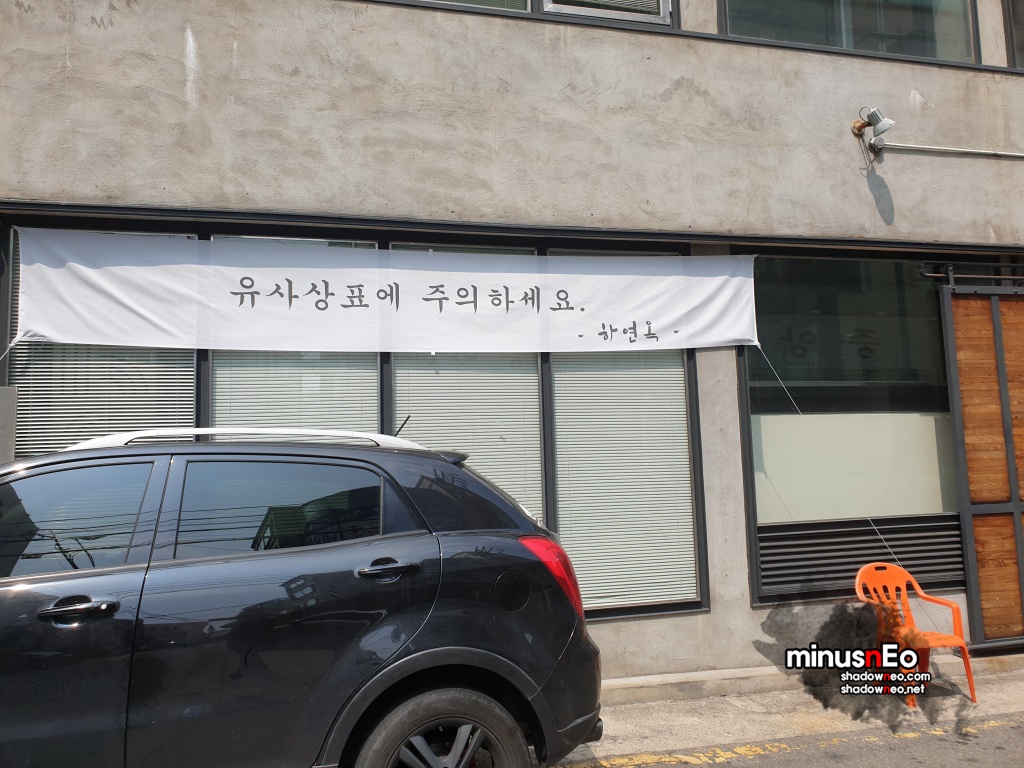 유사상표에 주의하세요.
- 하연옥 -
minusnEo
shadowneo.com
shadowneo.net